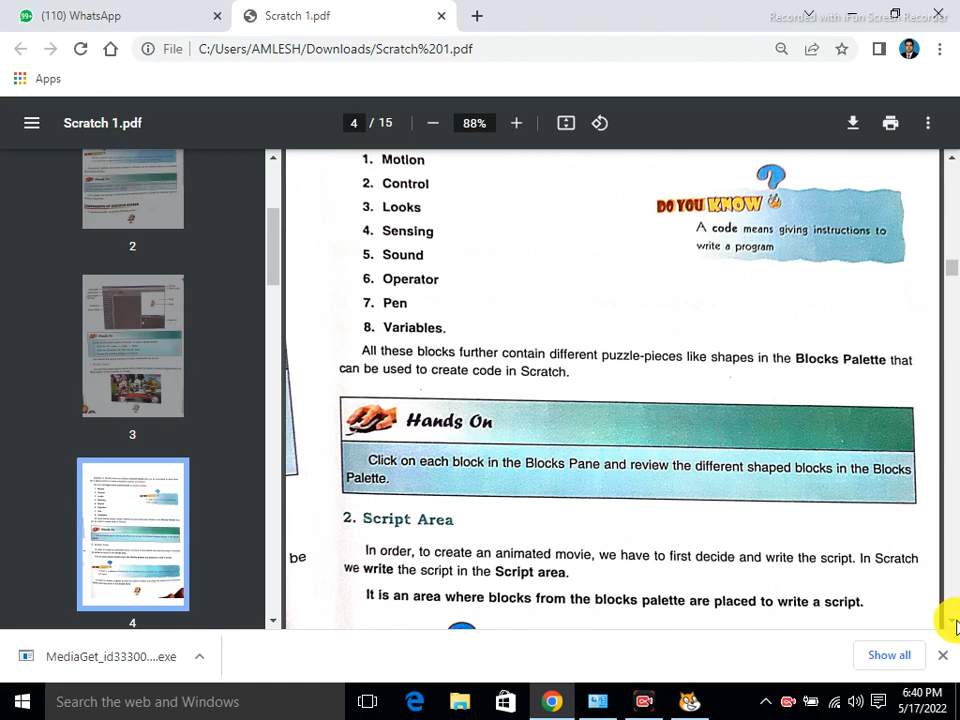 99+
(110) WhatsApp
Scratch 1.pdf
Recorded with iFun Screen Recorder
File
C:/Users/AMLESH/Downloads/Scratch%201.pdf
Apps
Scratch 1.pdf
4 / 15
88%
2
3
4
1. Motion
2. Control
3. Looks
4. Sensing
5. Sound
6. Operator
7. Pen
8. Variables.
DO YOU KNOW
A code means giving instructions to
write a program
All these blocks further contain different puzzle-pieces like shapes in the Blocks Palette that
can be used to create code in Scratch.
Hands On
Click on each block in the Blocks Pane and review the different shaped blocks in the Blocks
Palette.
2. Script Area
be
In order, to create an animated movie, we have to first decide and write the script. In Scratch
we write the script in the Script area.
It is an area where blocks from the blocks palette are placed to write a script.
MediaGet_id33300....exe
Show all
Search the web and Windows
6:40 PM
5/17/2022